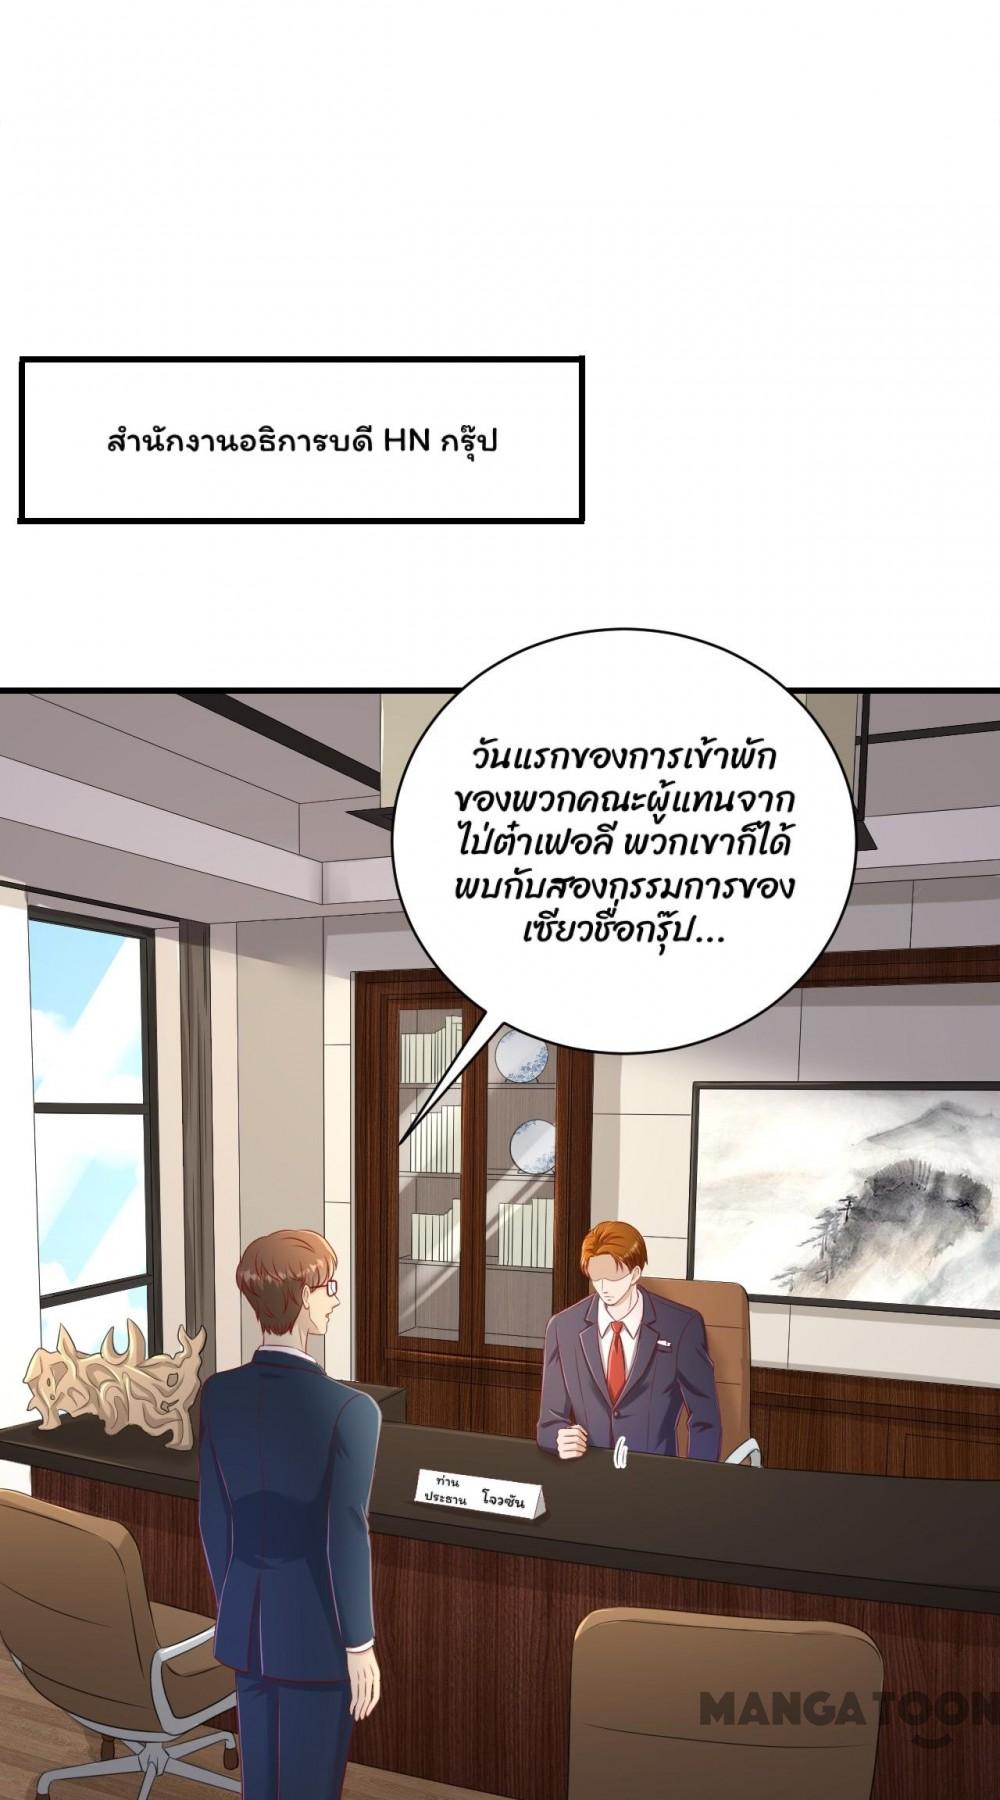 สำนักงานอธิการบดี HN กรุ๊ป
วันแรกของการเข้าพัก
ของพวกคณะผู้แทนจาก
ไป่ต๋าเฟอลี พวกเขาก็ได้
พบกับสองกรรมการของ
เซียวชื่อกรุ๊ป...
ท่าน
ประธาน โจวซัน
MANGATOON